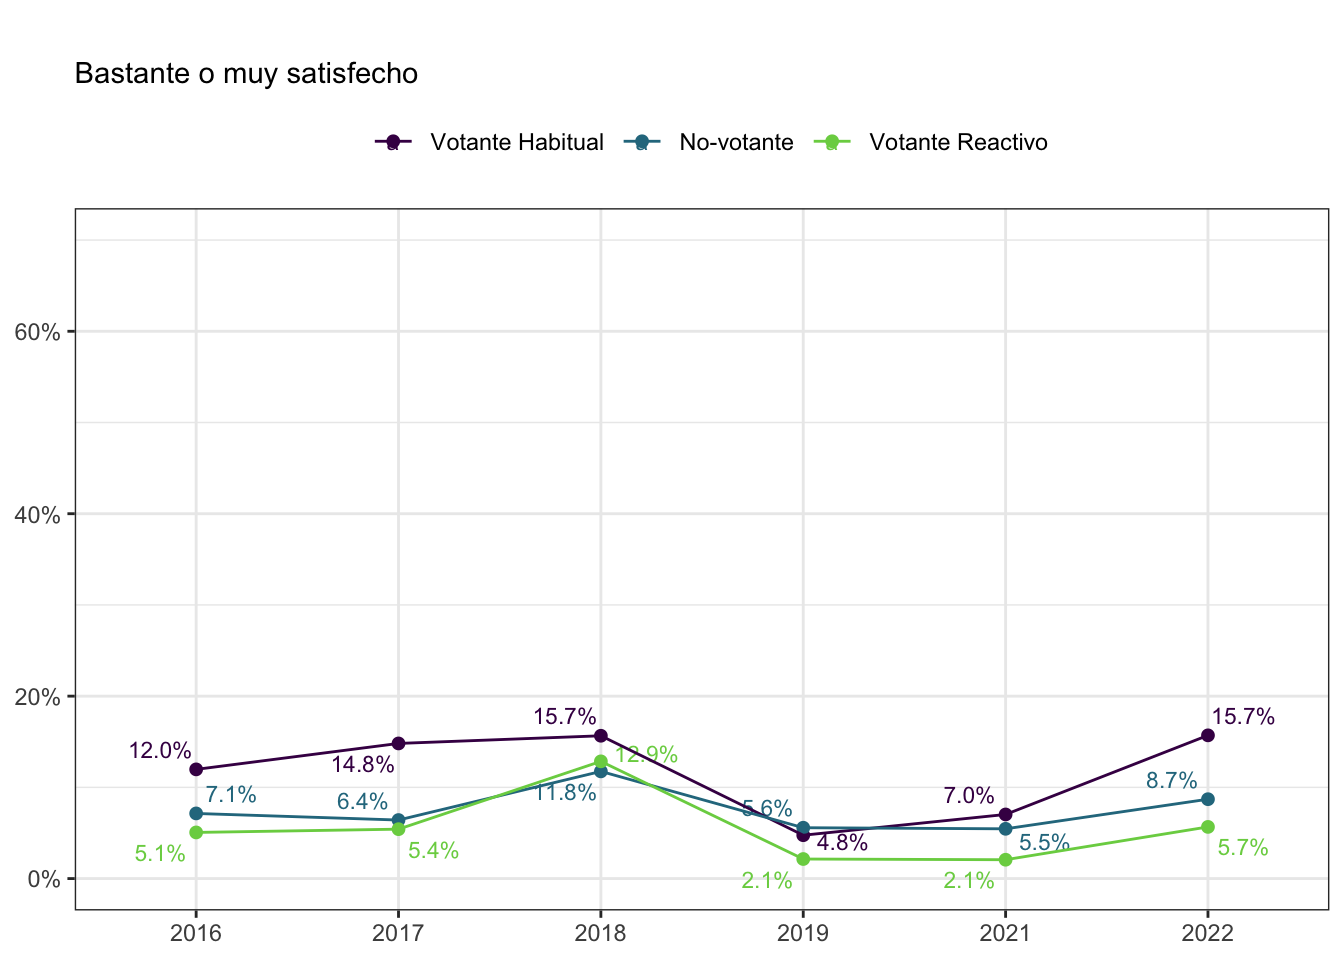 Bastante o muy satisfecho
Votante Habitual No-votante Votante Reactivo
60%
40%
20%
0%
15.7% 15.7%
12.0% 14.8% 12.9%
7.1% 6.4% 11.8% 5.6% 7.0% 8.7%
5.1% 5.4% 4.8% 5.5% 5.7%
2.1% 2.1%
2016 2017 2018 2019 2021 2022